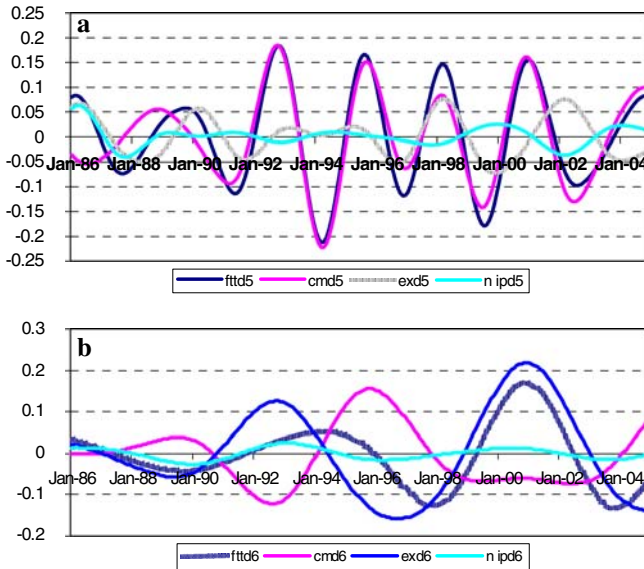 a
0.25
0.2
0.15
0.1
0.05
0
-0.05
-0.1
-0.15
-0.2
-0.25
Jan-86 Jan-88 Jan-90 Jan-92 Jan-94 Jan-96 Jan-98 Jan-00 Jan-02 Jan-04
fttd5 cmd5 exd5 n ipd5
b
0.3
0.2
0.1
0
-0.1
-0.2
Jan-86 Jan-88 Jan-90 Jan-92 Jan-94 Jan-96 Jan-98 Jan-00 Jan-02 Jan-04
fttd6 cmd6 exd6 n ipd6